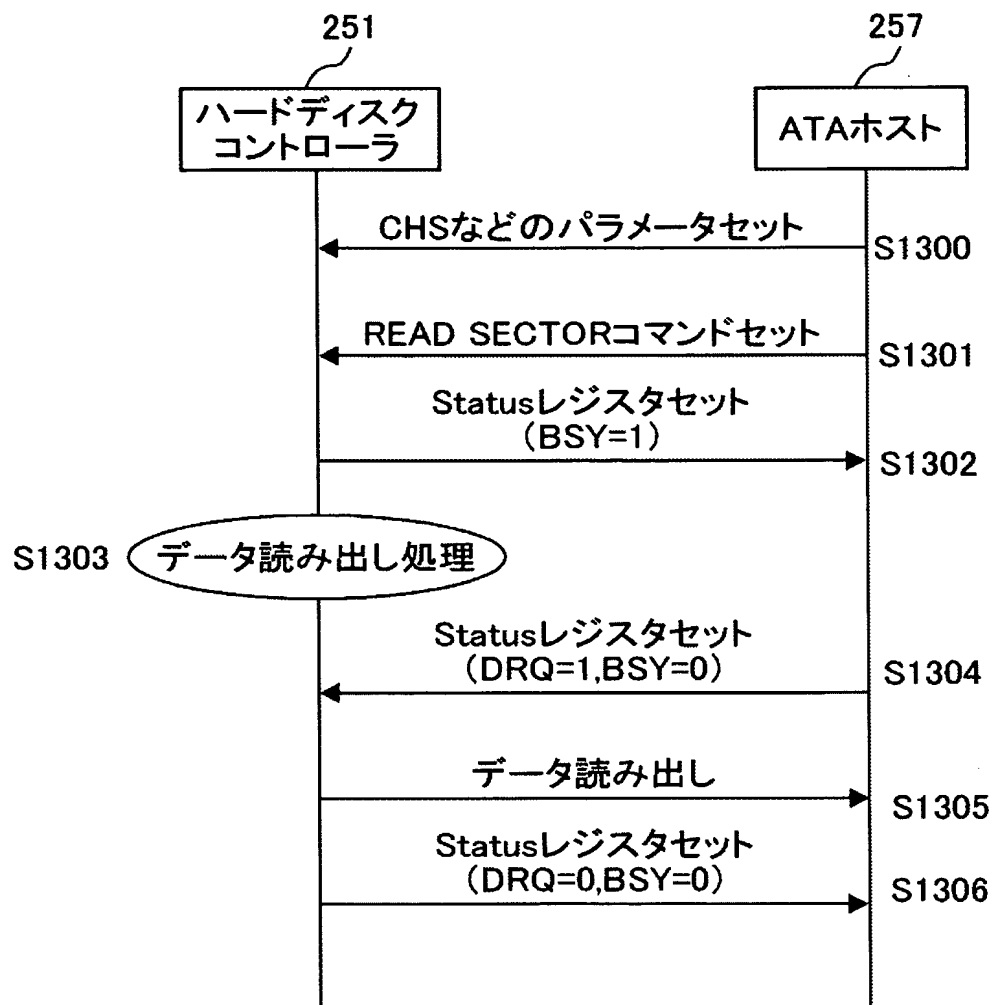 251
257
ハードディスク
コントローラ
ATAホスト
CHSなどのパラメータセット
S1300
READ SECTORコマンドセット
S1301
Statusレジスタセット
(BSY=1)
S1302
S1303
データ読み出し処理
Statusレジスタセット
(DRQ=1,BSY=0)
S1304
データ読み出し
S1305
Statusレジスタセット
(DRQ=0,BSY=0)
S1306